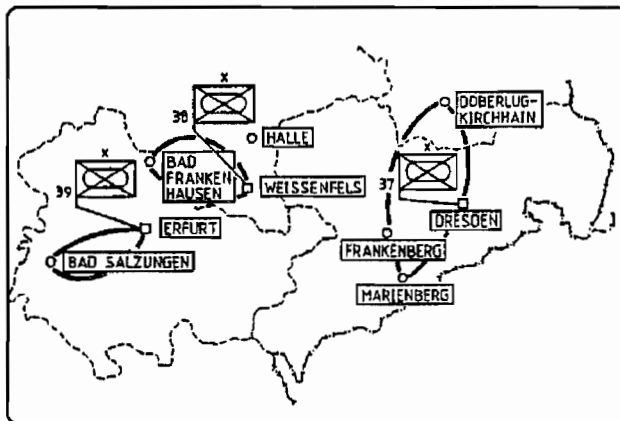 X
38
DOBERLUG-
KIRCHHAIN
HALLE
X
39
BAD
FRANKEN
HAUSEN
WEISSENFELS
X
37
DRESDEN
ERFURT
BAD SALZUNGEN
FRANKENBERG
MARIENBERG